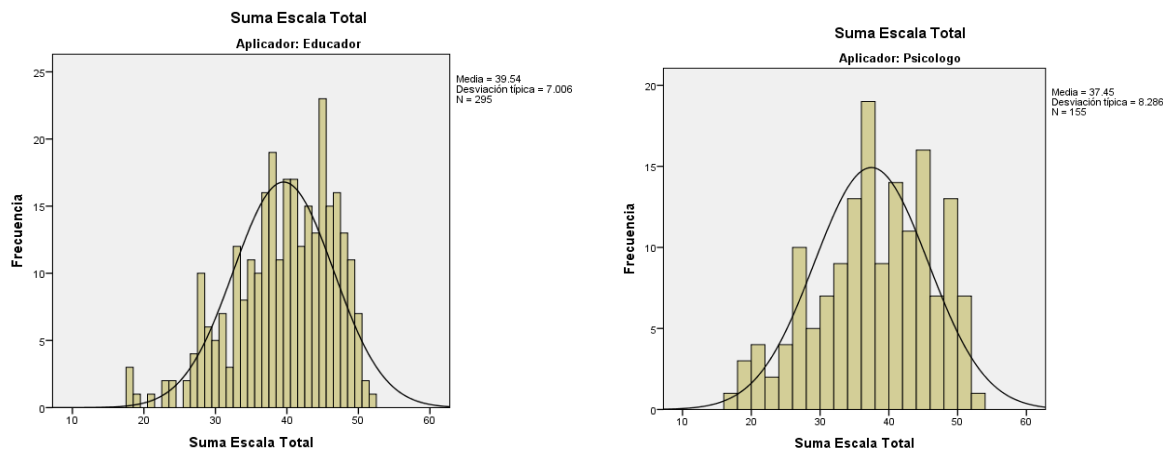 Suma Escala Total
Aplicador: Educador
25
20
15
10
5
0
Frecuencia
10 20 30 40 50 60
Suma Escala Total
Media = 39.54
Desviación típica = 7.006
N = 295
Suma Escala Total
Aplicador: Psicologo
20
15
10
5
0
Frecuencia
10 20 30 40 50 60
Suma Escala Total
Media = 37.45
Desviación típica = 8.286
N = 155